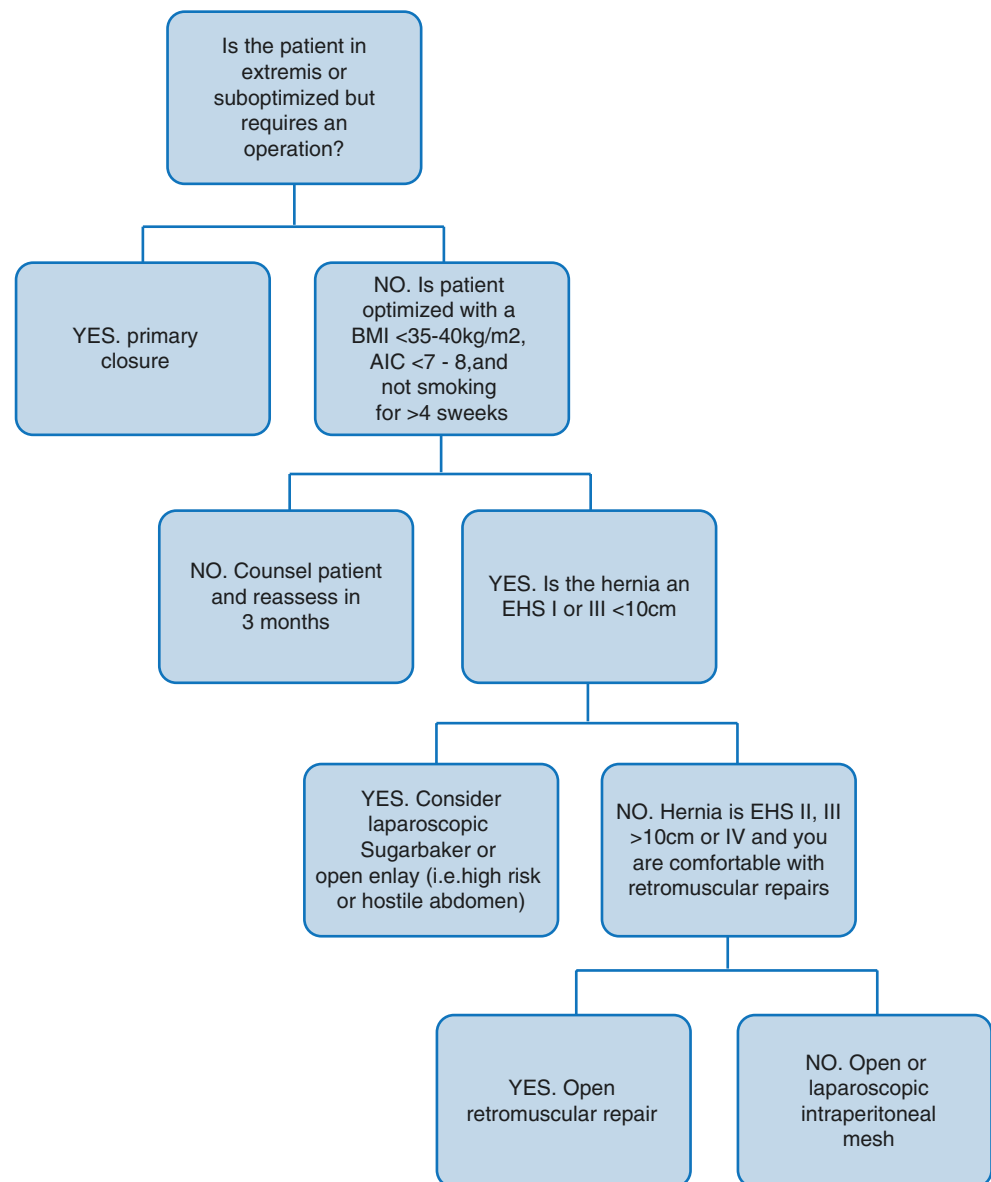 Is the patient in
extremis or
suboptimized but
requires an
operation?
YES. primary
closure
NO. Is patient
optimized with a
BMI <35-40kg/m2,
AIC <7 - 8,and
not smoking
for >4 sweeks
NO. Counsel patient
and reassess in
3 months
YES. Is the hernia an
EHS I or III <10cm
YES. Consider
laparoscopic
Sugarbaker or
open enlay (i.e.high risk
or hostile abdomen)
NO. Hernia is EHS II, III
>10cm or IV and you
are comfortable with
retromuscular repairs
YES. Open
retromuscular repair
NO. Open or
laparoscopic
intraperitoneal
mesh